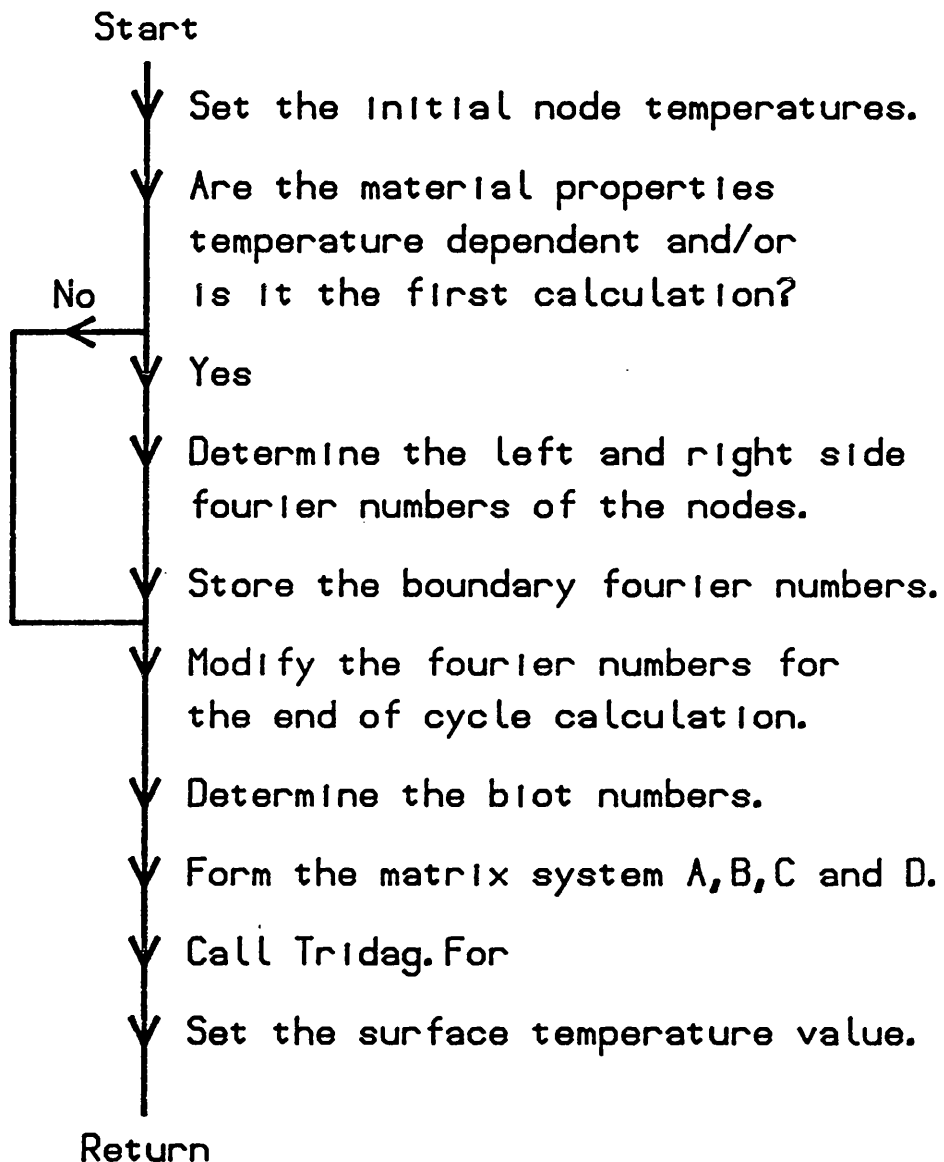 Start
Set the initial node temperatures.
Are the material properties
temperature dependent and/or
is it the first calculation?
No
Yes
Determine the left and right side
fourier numbers of the nodes.
Store the boundary fourier numbers.
Modify the fourier numbers for
the end of cycle calculation.
Determine the biot numbers.
Form the matrix system A,B,C and D.
Call Tridag.For
Set the surface temperature value.
Return